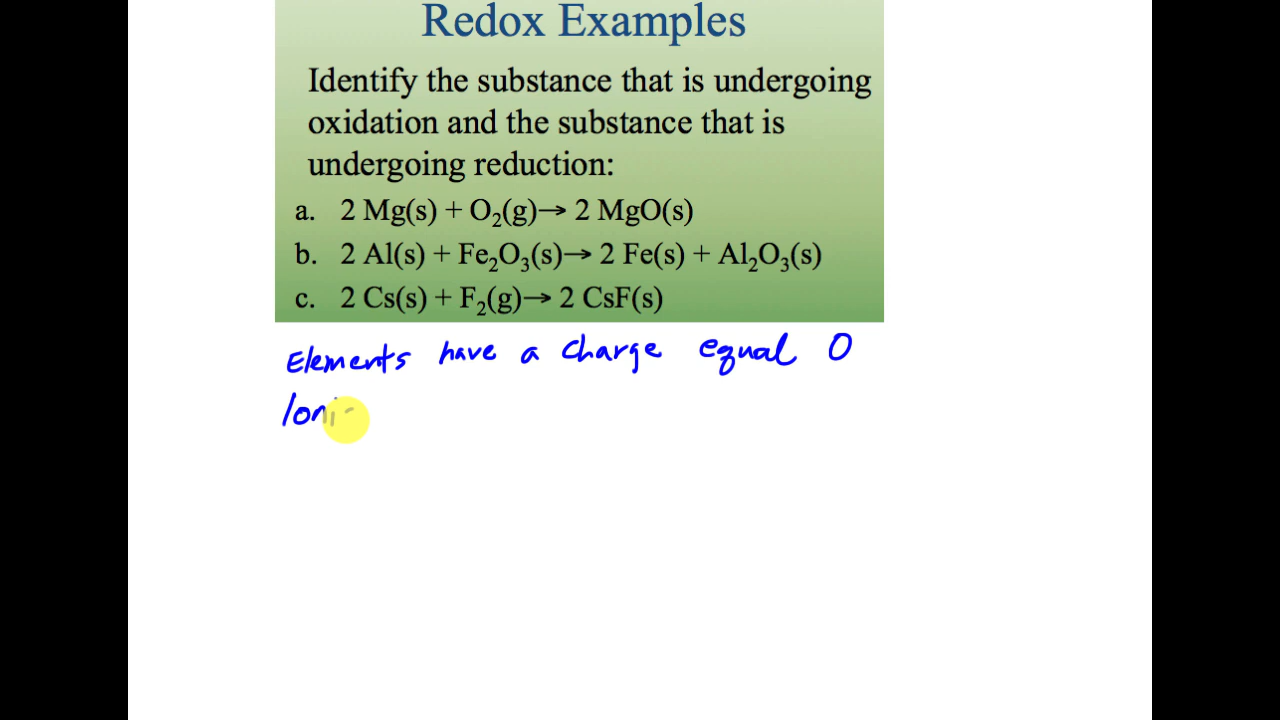 Redox Examples
Identify the substance that is undergoing
oxidation and the substance that is
undergoing reduction:
a. 2 Mg(s) + O₂(g)→ 2 MgO(s)
b. 2 Al(s) + Fe₂O₃(s)→ 2 Fe(s) + Al₂O₃(s)
c. 2 Cs(s) + F₂(g)→ 2 CsF(s)
Elements have a charge equal 0